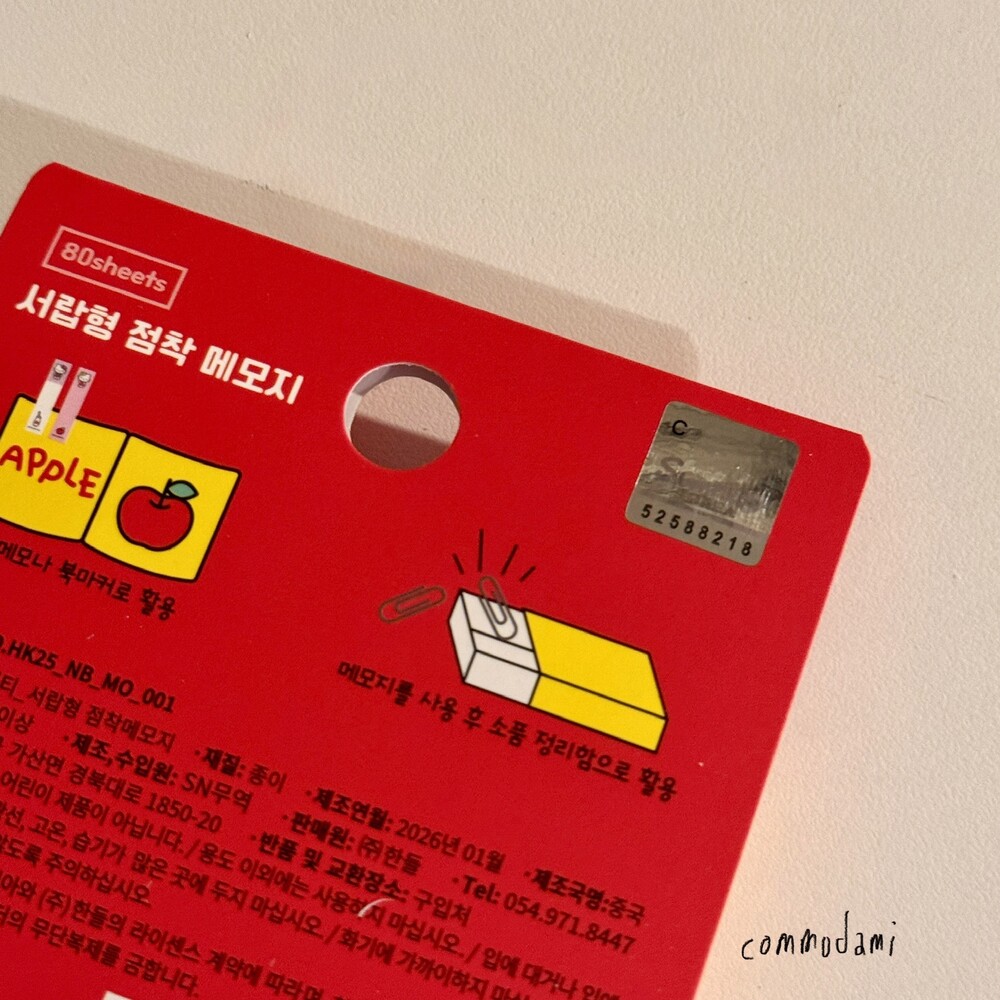 80sheets
서랍형 점착 메모지
C
52588218
APPLE
메모나 북마커로 활용
메모지를 사용 후 소품 정리함으로 활용
.HK25_NB_MO_001
서랍형 점착메모지 ·재질: 종이 ·제조연월: 2026년 01월 ·제조국명:중국
이상 ·제조,수입원: SN무역 ·판매원: ㈜한들 ·Tel: 054.971.8447
가산면 경북대로 1850-20 ·반품 및 교환장소: 구입처
어린이 제품이 아닙니다. / 용도 이외에는 사용하지 마십시오. / 입에 대거나
고온, 습기가 많은 곳에 두지 마십시오. / 화기에 가까이하지
주의하십시오.
(주)한들의 라이센스 계약에 따라
무단복제를 금합니다.
commodami